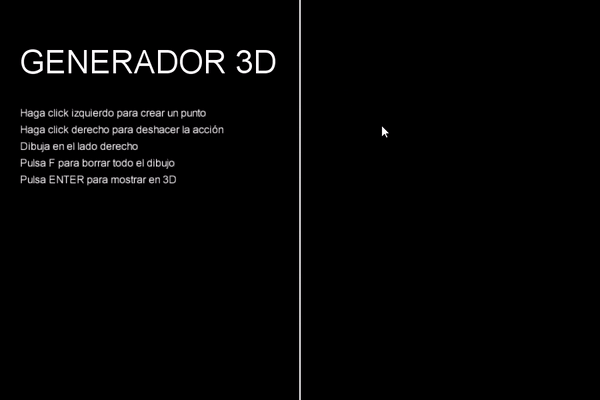 GENERADOR 3D
Haga click izquierdo para crear un punto
Haga click derecho para deshacer la acción
Dibuja en el lado derecho
Pulsa F para borrar todo el dibujo
Pulsa ENTER para mostrar en 3D